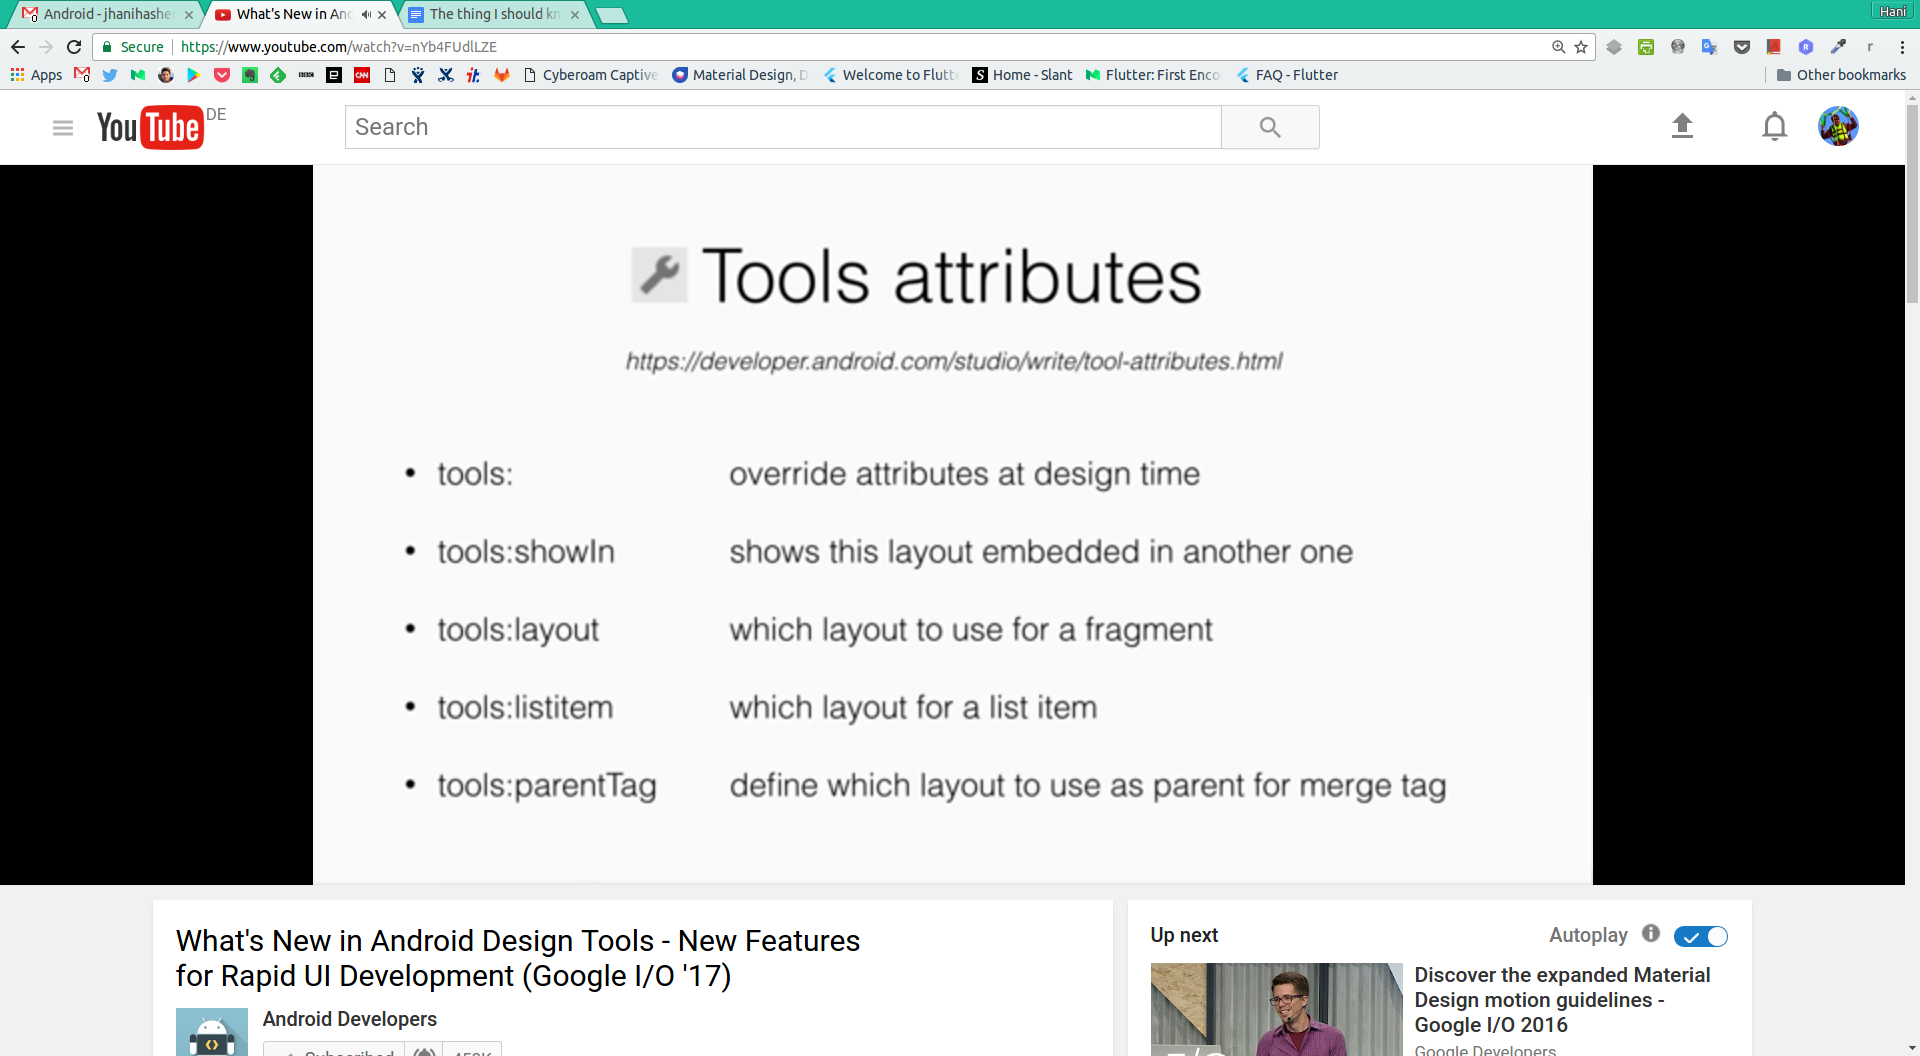 Android - jhanihashe
What's New in And
The thing I should kn
Hani
Secure
https://www.youtube.com/watch?v=nYb4FUdlLZE
Apps
BBC
CNN
Cyberoam Captive
Material Design, D
Welcome to Flutt
S
Home - Slant
Flutter: First Enco
FAQ - Flutter
Other bookmarks
YouTube DE
Search
Tools attributes
https://developer.android.com/studio/write/tool-attributes.html
• tools: override attributes at design time
• tools:showIn shows this layout embedded in another one
• tools:layout which layout to use for a fragment
• tools:listitem which layout for a list item
• tools:parentTag define which layout to use as parent for merge tag
What's New in Android Design Tools - New Features
for Rapid UI Development (Google I/O '17)
Android Developers
Subscribed
Up next
Autoplay
Discover the expanded Material
Design motion guidelines -
Google I/O 2016
Google Developers